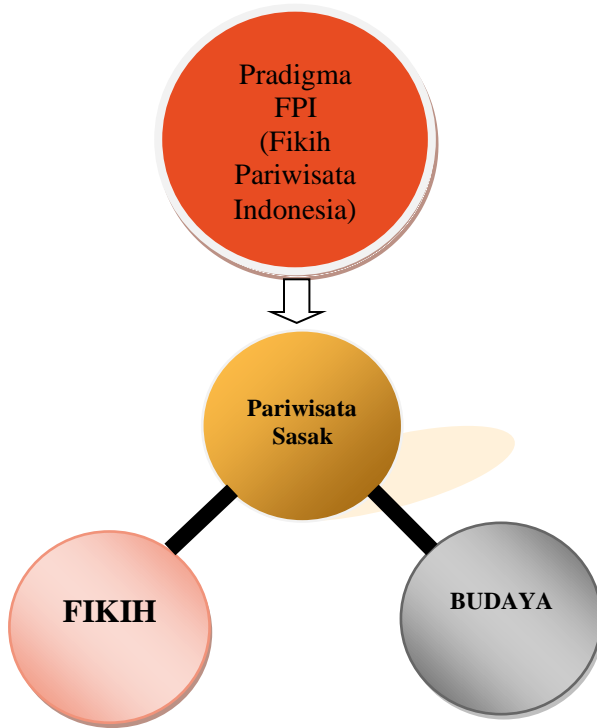 Pradigma
FPI
(Fikih
Pariwisata
Indonesia)
Pariwisata
Sasak
FIKIH
BUDAYA